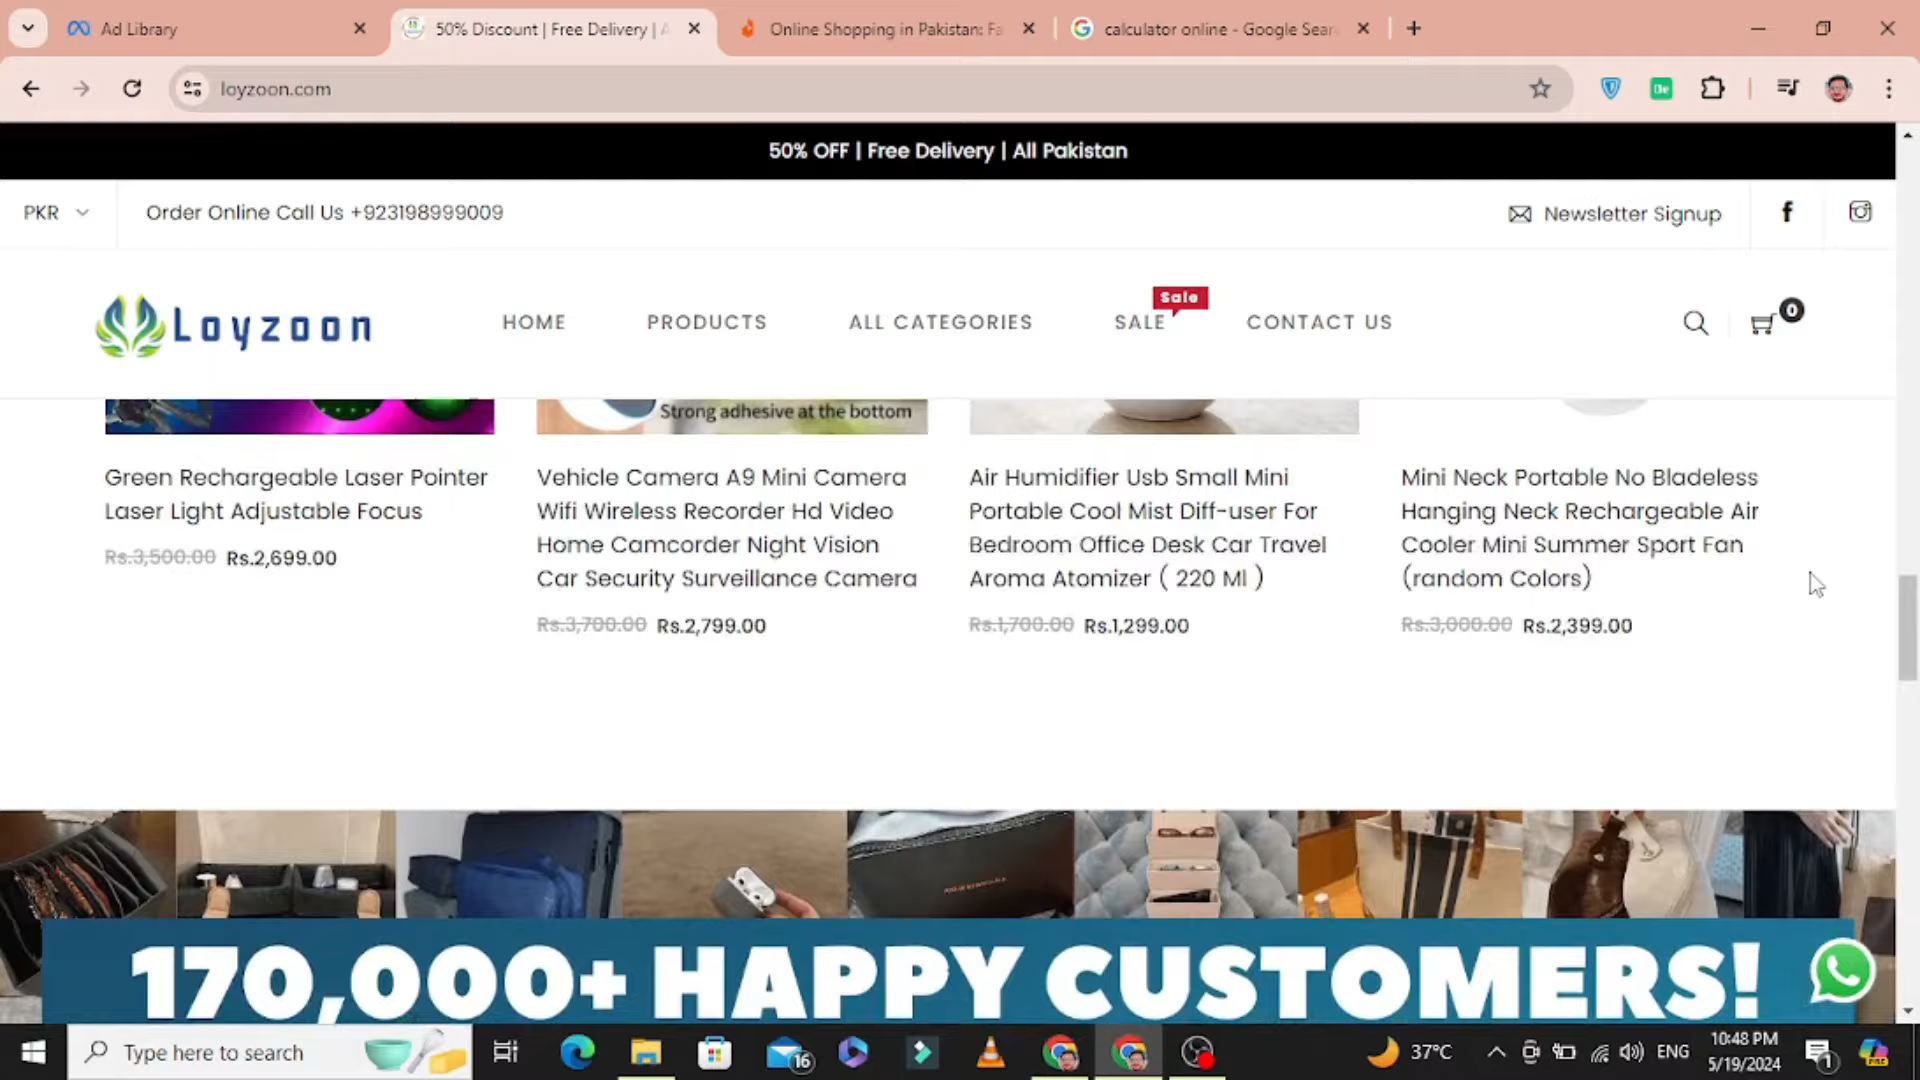 Ad Library
50% Discount | Free Delivery | A
Online Shopping in Pakistan: Fa
calculator online - Google Sear
loyzoon.com
50% OFF | Free Delivery | All Pakistan
PKR
Order Online Call Us +923198999009
Newsletter Signup
Loyzoon
HOME
PRODUCTS
ALL CATEGORIES
SALE
Sale
CONTACT US
0
Strong adhesive at the bottom
Green Rechargeable Laser Pointer
Laser Light Adjustable Focus
Rs.3,500.00 Rs.2,699.00
Vehicle Camera A9 Mini Camera
Wifi Wireless Recorder Hd Video
Home Camcorder Night Vision
Car Security Surveillance Camera
Rs.3,700.00 Rs.2,799.00
Air Humidifier Usb Small Mini
Portable Cool Mist Diff-user For
Bedroom Office Desk Car Travel
Aroma Atomizer ( 220 Ml )
Rs.1,700.00 Rs.1,299.00
Mini Neck Portable No Bladeless
Hanging Neck Rechargeable Air
Cooler Mini Summer Sport Fan
(random Colors)
Rs.3,000.00 Rs.2,399.00
170,000+ HAPPY CUSTOMERS!
Type here to search
16
37°C
ENG
10:48 PM
5/19/2024
1